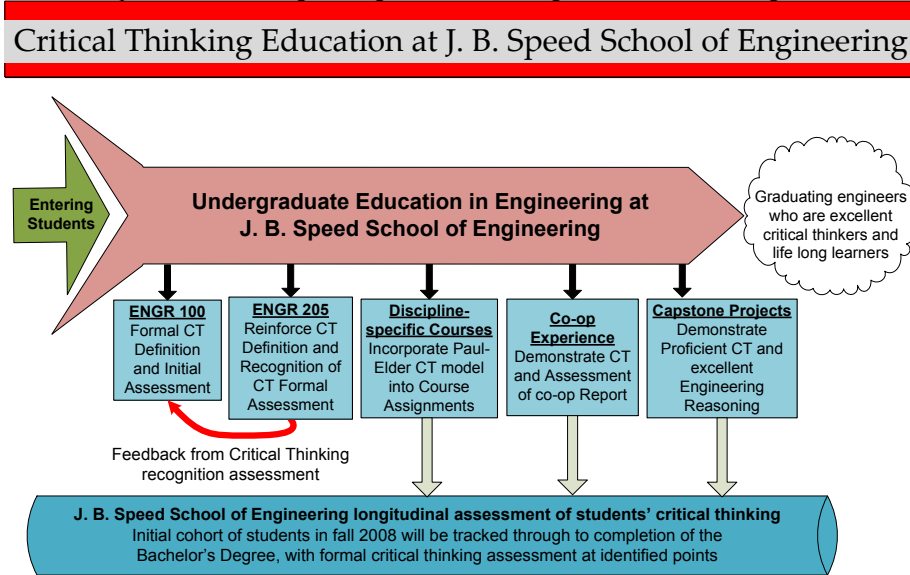 Critical Thinking Education at J. B. Speed School of Engineering
Entering
Students
Undergraduate Education in Engineering at
J. B. Speed School of Engineering
Graduating engineers
who are excellent
critical thinkers and
life long learners
ENGR 100
Formal CT
Definition
and Initial
Assessment
ENGR 205
Reinforce CT
Definition and
Recognition of
CT Formal
Assessment
Discipline-
specific Courses
Incorporate Paul-
Elder CT model
into Course
Assignments
Co-op
Experience
Demonstrate CT
and Assessment
of co-op Report
Capstone Projects
Demonstrate
Proficient CT and
excellent
Engineering
Reasoning
Feedback from Critical Thinking
recognition assessment
J. B. Speed School of Engineering longitudinal assessment of students' critical thinking
Initial cohort of students in fall 2008 will be tracked through to completion of the
Bachelor's Degree, with formal critical thinking assessment at identified points